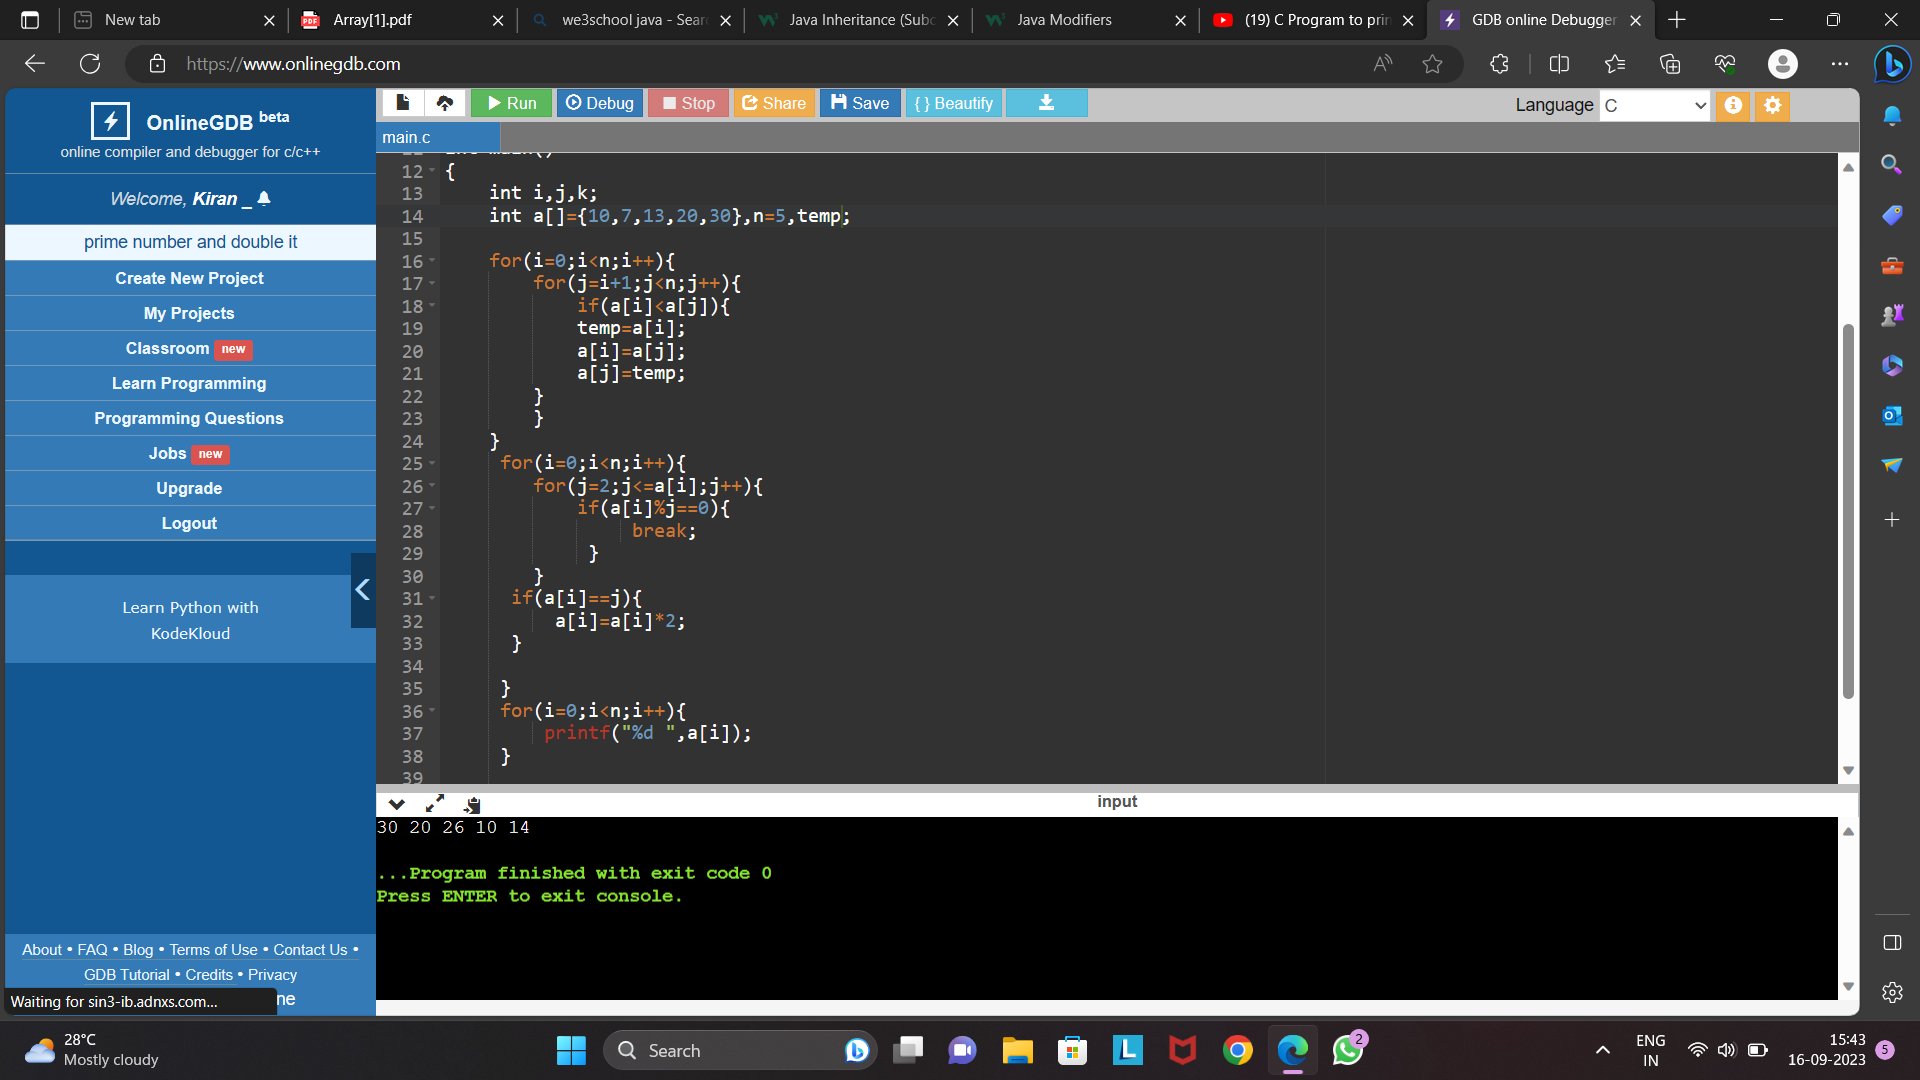 New tab
Array[1].pdf
we3school java - Sear
Java Inheritance (Subc
Java Modifiers
(19) C Program to prin
GDB online Debugger
https://www.onlinegdb.com
OnlineGDB beta
online compiler and debugger for c/c++
Welcome, Kiran _
prime number and double it
Create New Project
My Projects
Classroom new
Learn Programming
Programming Questions
Jobs new
Upgrade
Logout
Learn Python with
KodeKloud
About • FAQ • Blog • Terms of Use • Contact Us •
GDB Tutorial • Credits • Privacy
ne
Waiting for sin3-ib.adnxs.com...
Run
Debug
Stop
Share
Save
{ } Beautify
Language C
main.c
12 {
13 int i,j,k;
14 int a[]={10,7,13,20,30},n=5,temp;
15
16 for(i=0;i<n;i++){
17 for(j=i+1;j<n;j++){
18 if(a[i]<a[j]){
19 temp=a[i];
20 a[i]=a[j];
21 a[j]=temp;
22 }
23 }
24 }
25 for(i=0;i<n;i++){
26 for(j=2;j<=a[i];j++){
27 if(a[i]%j==0){
28 break;
29 }
30 }
31 if(a[i]==j){
32 a[i]=a[i]*2;
33 }
34
35 }
36 for(i=0;i<n;i++){
37 printf("%d ",a[i]);
38 }
39
input
30 20 26 10 14
...Program finished with exit code 0
Press ENTER to exit console.
28°C
Mostly cloudy
Search
2
ENG
IN
15:43
16-09-2023
5